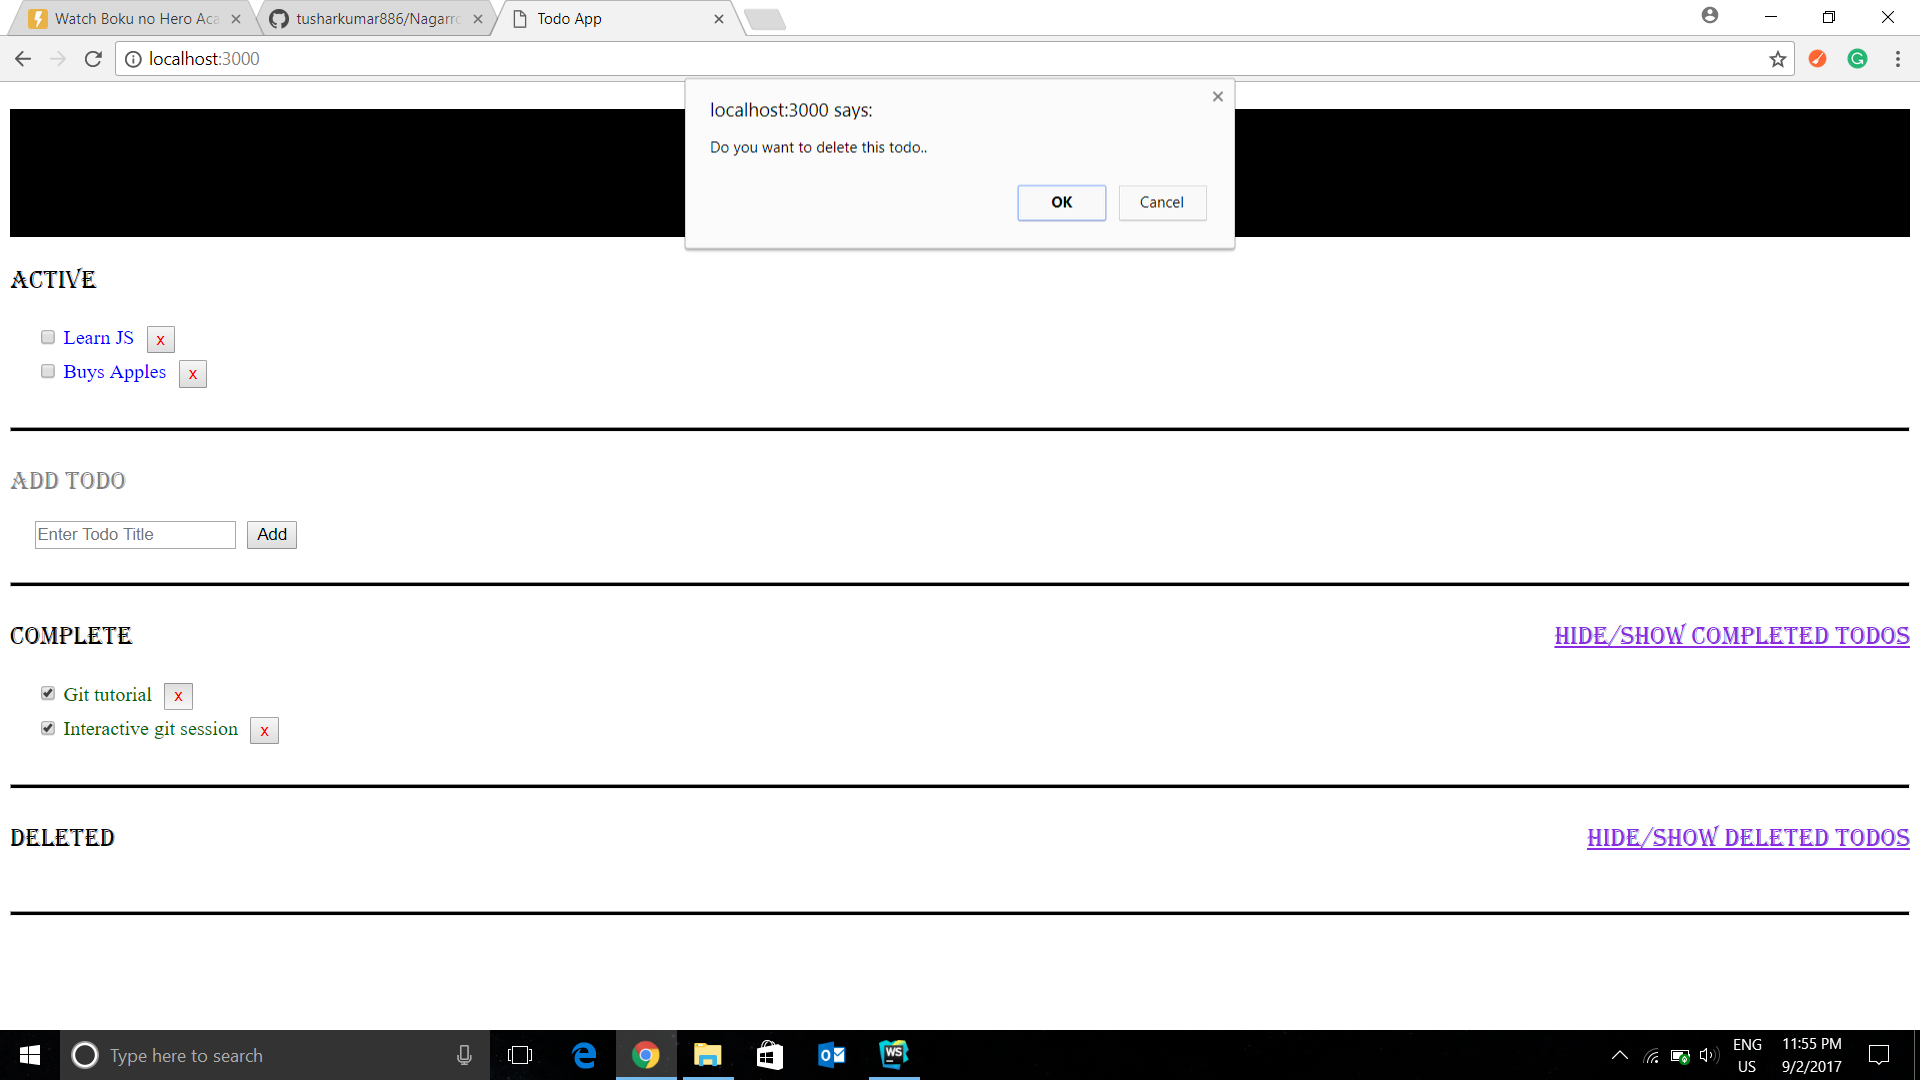 Watch Boku no Hero Aca
tusharkumar886/Nagarro
Todo App
localhost:3000
localhost:3000 says:
Do you want to delete this todo..
OK
Cancel
ACTIVE
Learn JS x
Buys Apples x
ADD TODO
Enter Todo Title
Add
COMPLETE
HIDE/SHOW COMPLETED TODOS
Git tutorial x
Interactive git session x
DELETED
HIDE/SHOW DELETED TODOS
Type here to search
WS
ENG
US
11:55 PM
9/2/2017